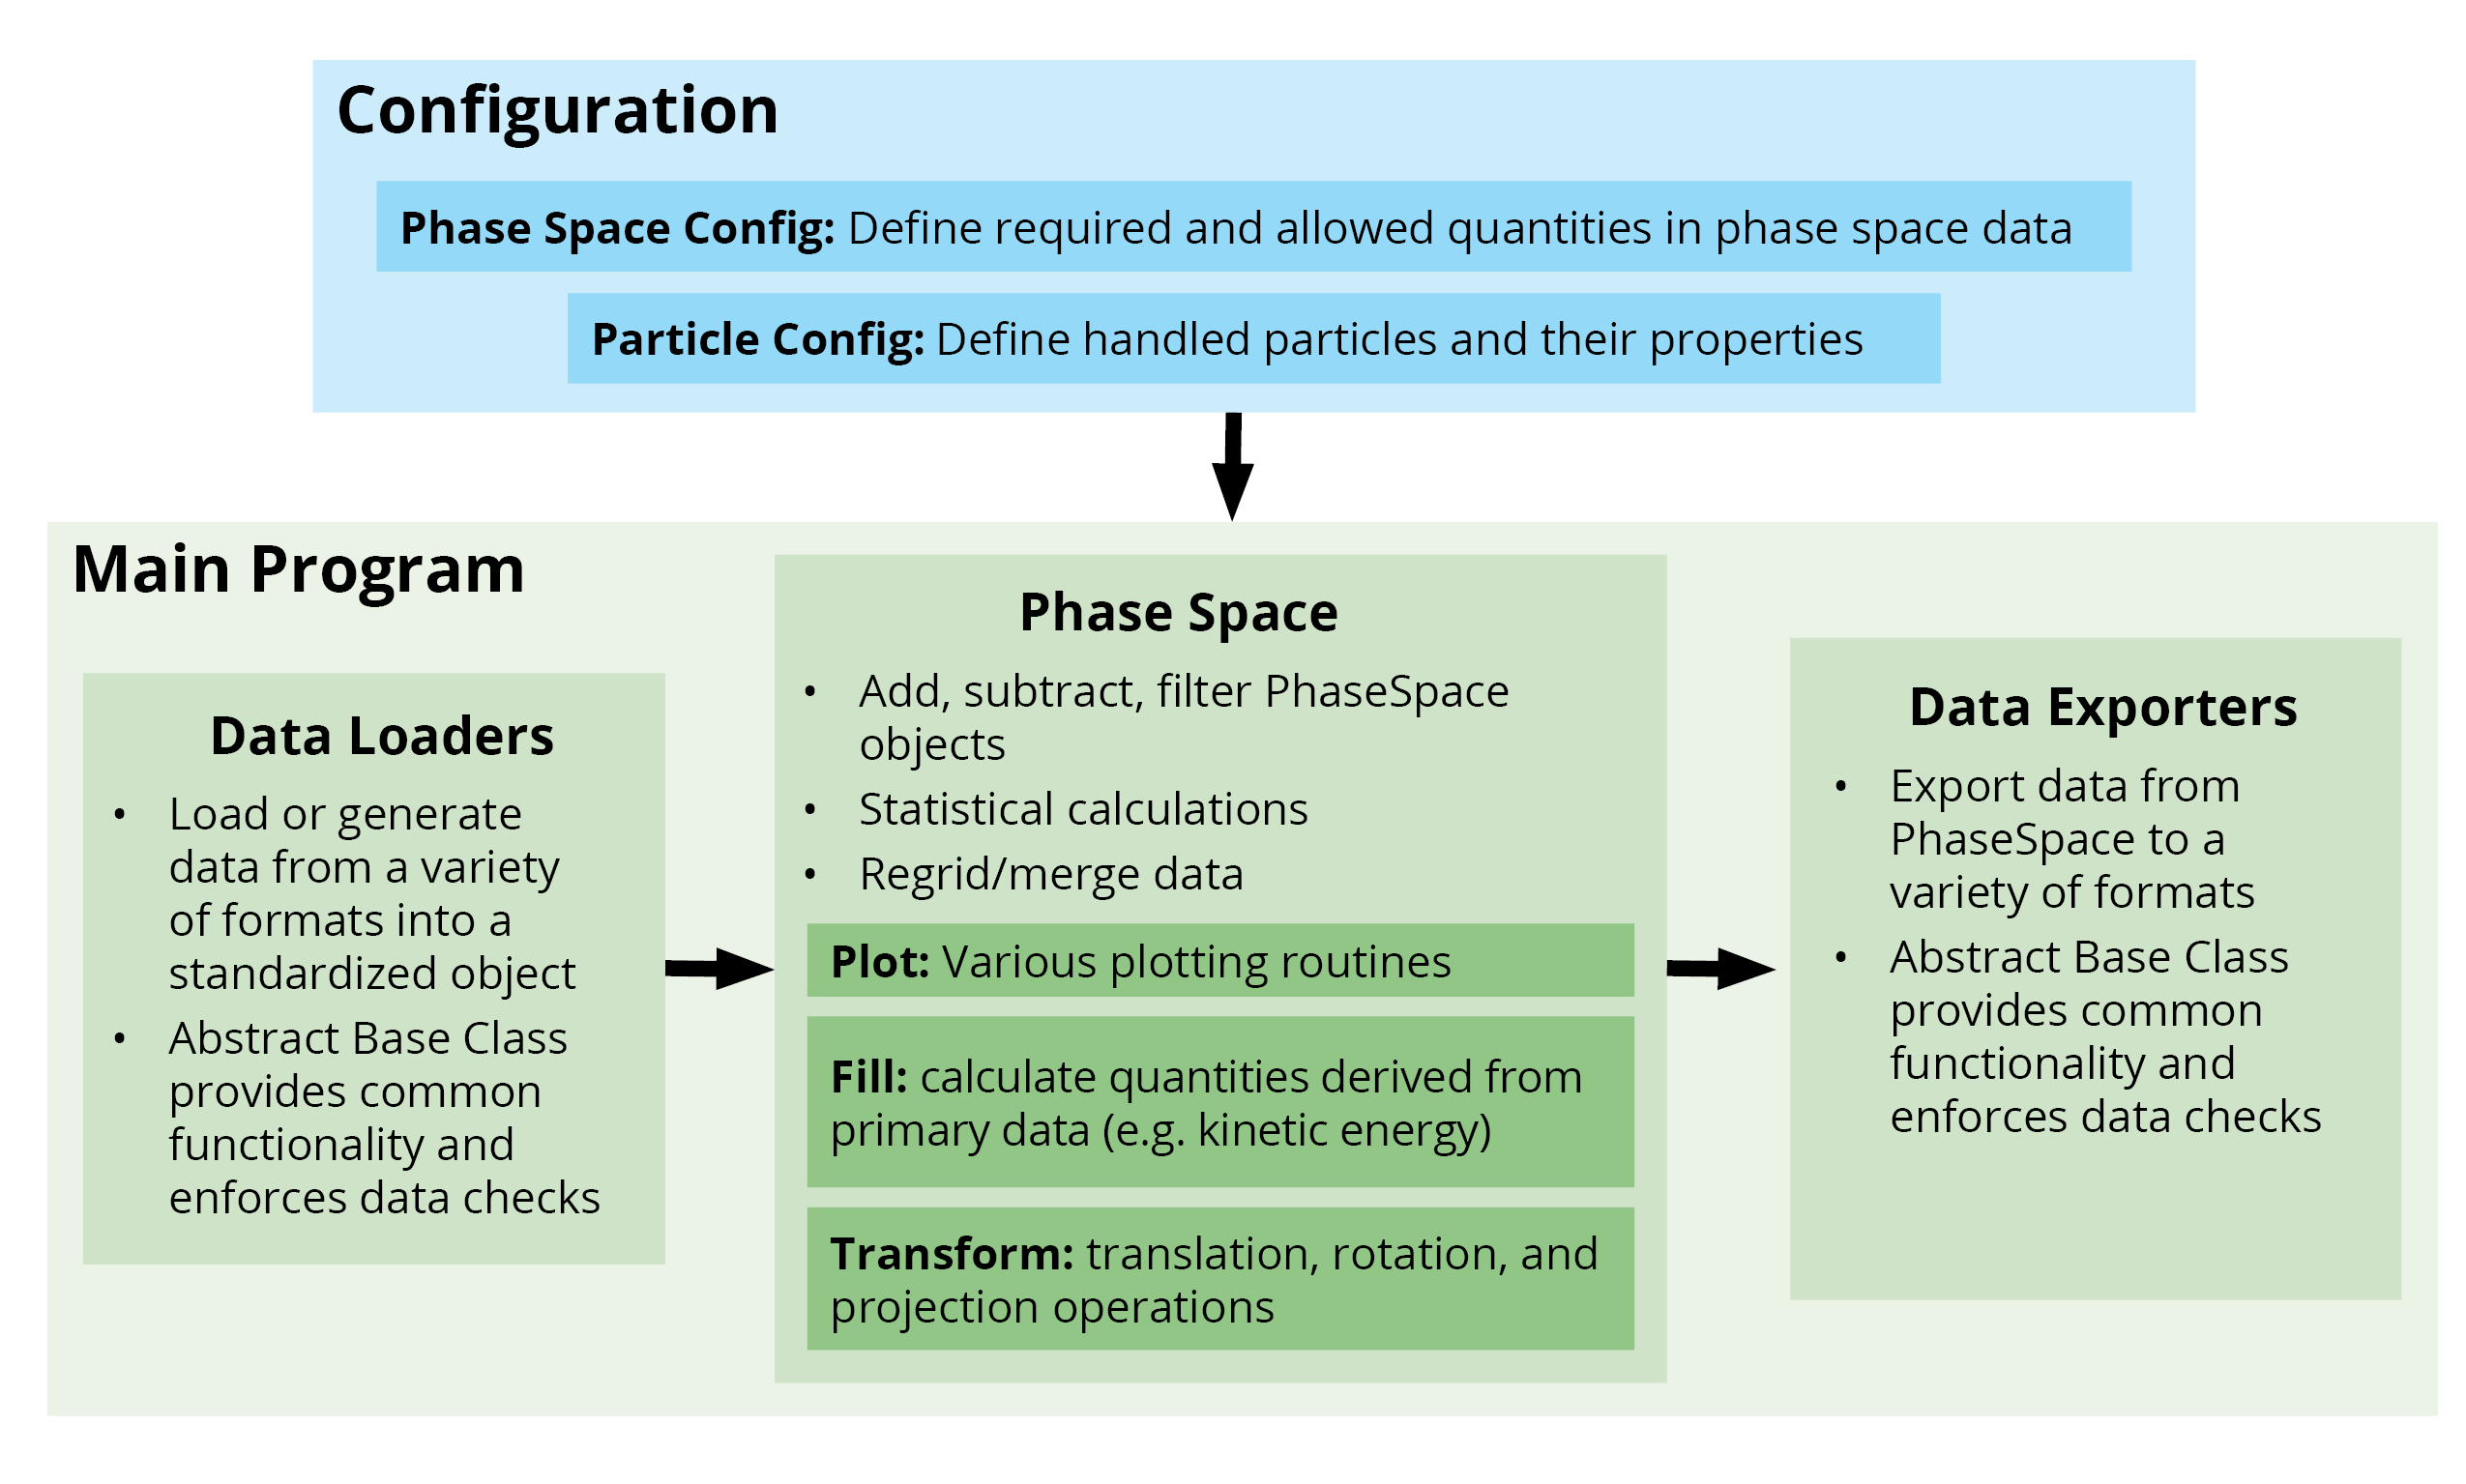 Configuration
Phase Space Config: Define required and allowed quantities in phase space data
Particle Config: Define handled particles and their properties
Main Program
Data Loaders
• Load or generate
data from a variety
of formats into a
standardized object
• Abstract Base Class
provides common
functionality and
enforces data checks
Phase Space
• Add, subtract, filter PhaseSpace
objects
• Statistical calculations
• Regrid/merge data
Plot: Various plotting routines
Fill: calculate quantities derived from
primary data (e.g. kinetic energy)
Transform: translation, rotation, and
projection operations
Data Exporters
• Export data from
PhaseSpace to a
variety of formats
• Abstract Base Class
provides common
functionality and
enforces data checks